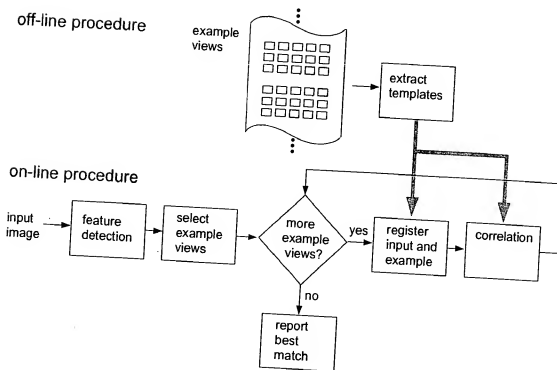 off-line procedure
example
views
extract
templates
on-line procedure
input
image
feature
detection
select
example
views
more
example
views?
yes
register
input and
example
correlation
no
report
best
match